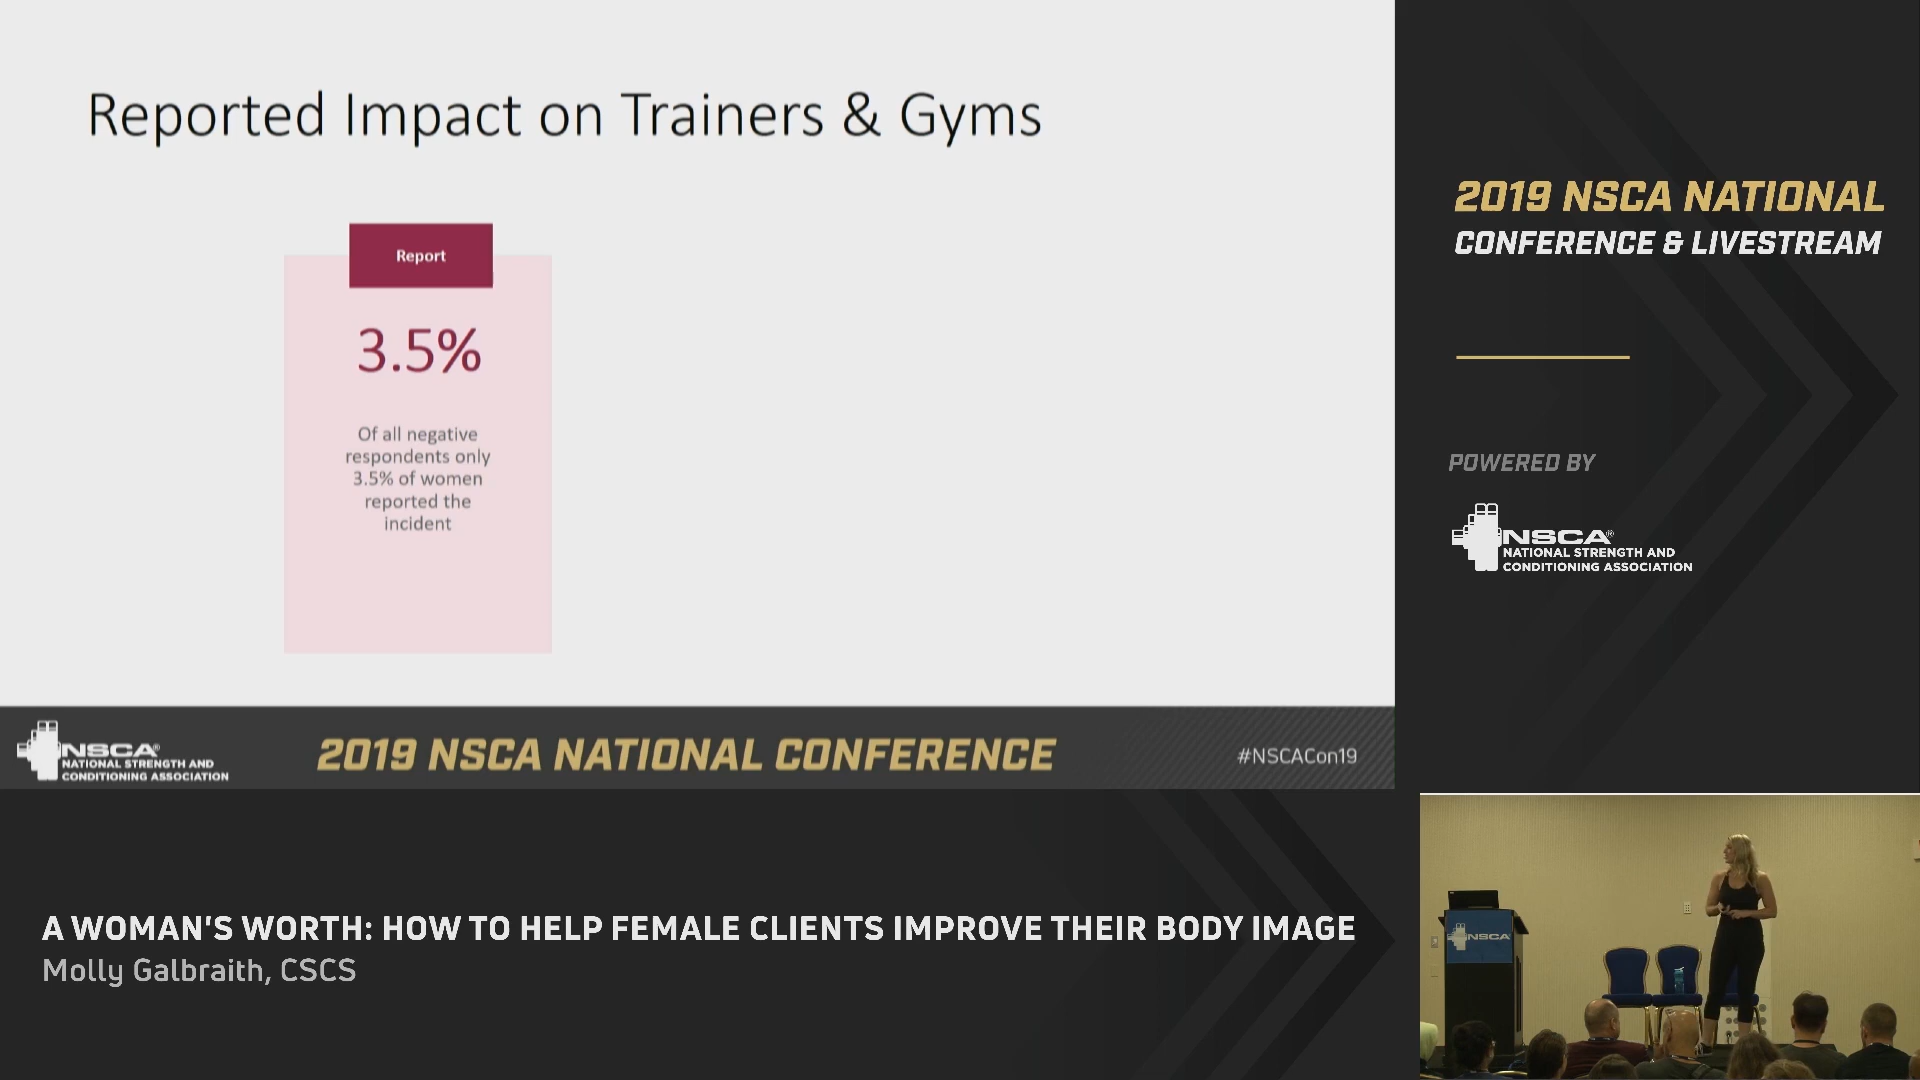 Reported Impact on Trainers & Gyms
Report
3.5%
Of all negative
respondents only
3.5% of women
reported the
incident
NSCA®
NATIONAL STRENGTH AND
CONDITIONING ASSOCIATION
2019 NSCA NATIONAL CONFERENCE
#NSCACon19
A WOMAN'S WORTH: HOW TO HELP FEMALE CLIENTS IMPROVE THEIR BODY IMAGE
Molly Galbraith, CSCS
2019 NSCA NATIONAL
CONFERENCE & LIVESTREAM
POWERED BY
NSCA®
NATIONAL STRENGTH AND
CONDITIONING ASSOCIATION
NSCA